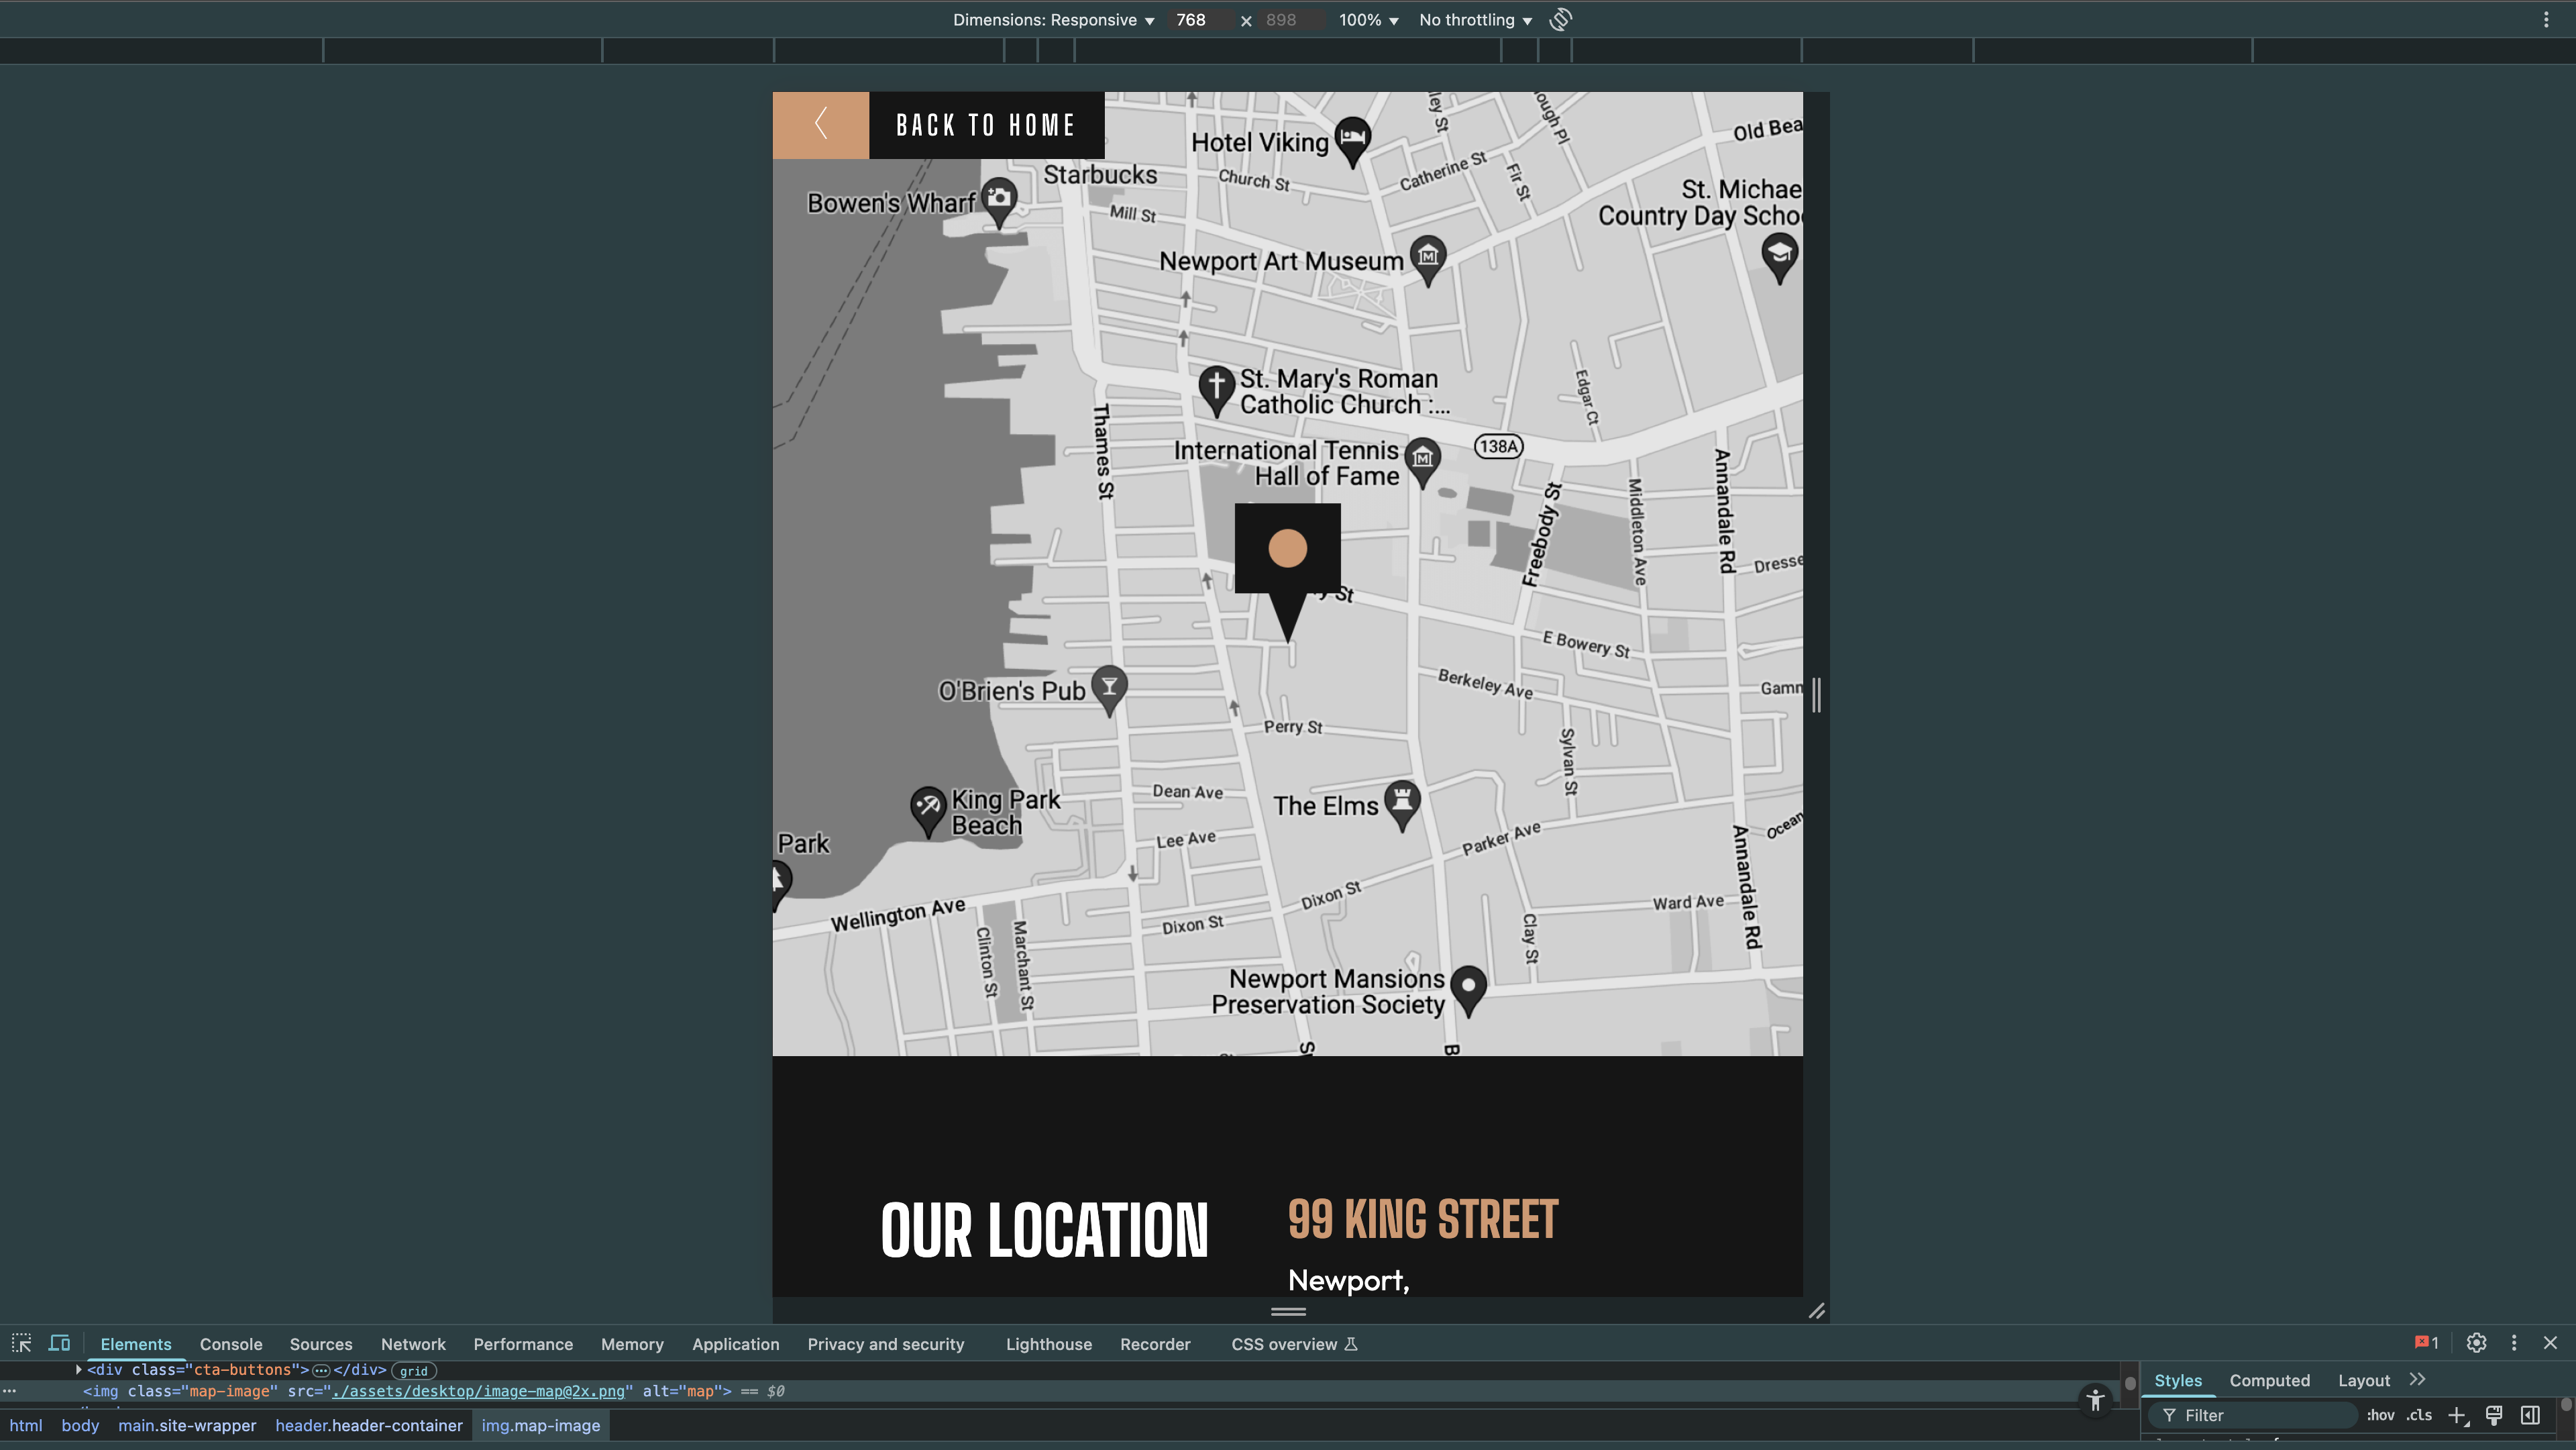 Dimensions: Responsive 768 x 898 100% No throttling
BACK TO HOME
Old Bea
Hotel Viking
ley St
ough Pl
Catherine St
Fir St
Church St
Starbucks
St. Michae
Country Day Schoo
Bowen's Wharf
Mill St
Newport Art Museum
St. Mary's Roman
Catholic Church :...
Edgar Ct
Thames St
138A
International Tennis
Hall of Fame
Annandale Rd
Middleton Ave
Freebody St
Dresse
y St
E Bowery St
Berkeley Ave
Gamm
O'Brien's Pub
Perry St
Sylvan St
Dean Ave
King Park
Beach
The Elms
Ocean
Park
Lee Ave
Parker Ave
Annandale Rd
Dixon St
Wellington Ave
Ward Ave
Dixon St
Clinton St
Marchant St
Clay St
Newport Mansions
Preservation Society
S
B
OUR LOCATION
99 KING STREET
Newport,
Elements Console Sources Network Performance Memory Application Privacy and security Lighthouse Recorder CSS overview 1
<div class="cta-buttons">…</div> grid
<img class="map-image" src="./assets/desktop/image-map@2x.png" alt="map"> == $0
Styles Computed Layout
html body main.site-wrapper header.header-container img.map-image
Filter :hov .cls